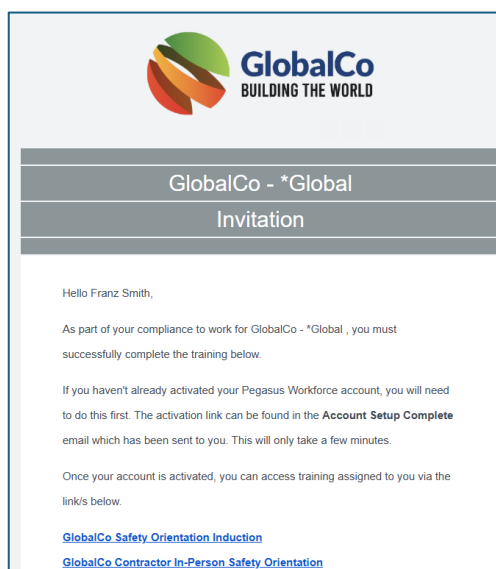 GlobalCo
BUILDING THE WORLD
GlobalCo - *Global
Invitation
Hello Franz Smith,
As part of your compliance to work for GlobalCo - *Global , you must
successfully complete the training below.
If you haven't already activated your Pegasus Workforce account, you will need
to do this first. The activation link can be found in the Account Setup Complete
email which has been sent to you. This will only take a few minutes.
Once your account is activated, you can access training assigned to you via the
link/s below.
GlobalCo Safety Orientation Induction
GlobalCo Contractor In-Person Safety Orientation